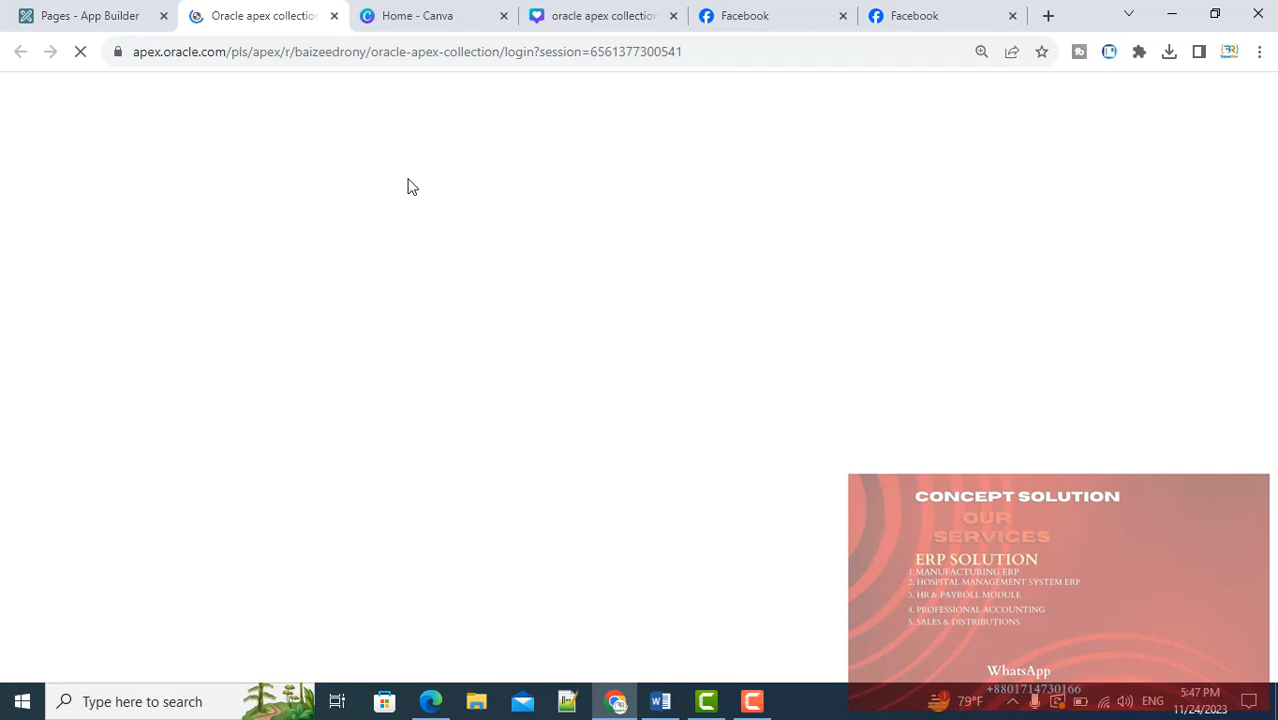 Pages - App Builder
Oracle apex collection
Home - Canva
oracle apex collection
Facebook
Facebook
apex.oracle.com/pls/apex/r/baizeedrony/oracle-apex-collection/login?session=6561377300541
CONCEPT SOLUTION
OUR
SERVICES
ERP SOLUTION
1. MANUFACTURING ERP
2. HOSPITAL MANAGEMENT SYSTEM ERP
3. HR & PAYROLL MODULE
4. PROFESSIONAL ACCOUNTING
5. SALES & DISTRIBUTIONS
WhatsApp
+8801714730166
Type here to search
79°F
ENG
5:47 PM
11/24/2023